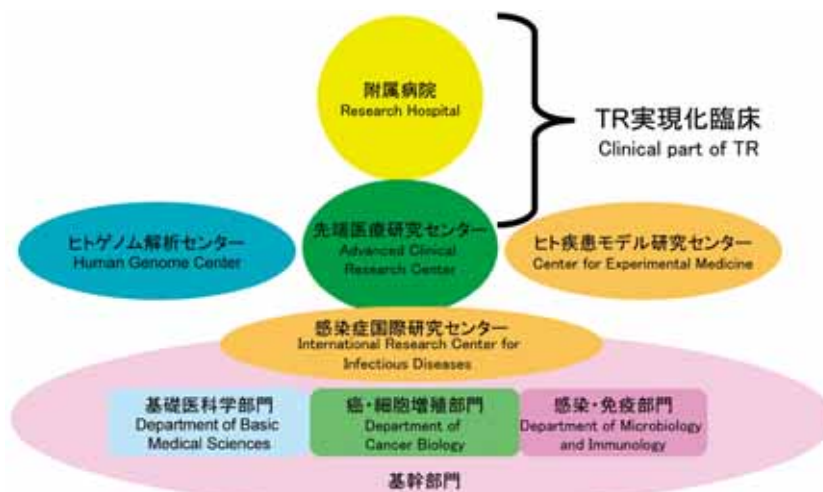 附属病院
Research Hospital
TR実現化臨床
Clinical part of TR
ヒトゲノム解析センター
Human Genome Center
先端医療研究センター
Advanced Clinical
Research Center
ヒト疾患モデル研究センター
Center for Experimental Medicine
感染症国際研究センター
International Research Center for
Infectious Diseases
基礎医科学部門
Department of Basic
Medical Sciences
癌・細胞増殖部門
Department of
Cancer Biology
感染・免疫部門
Department of Microbiology
and Immunology
基幹部門